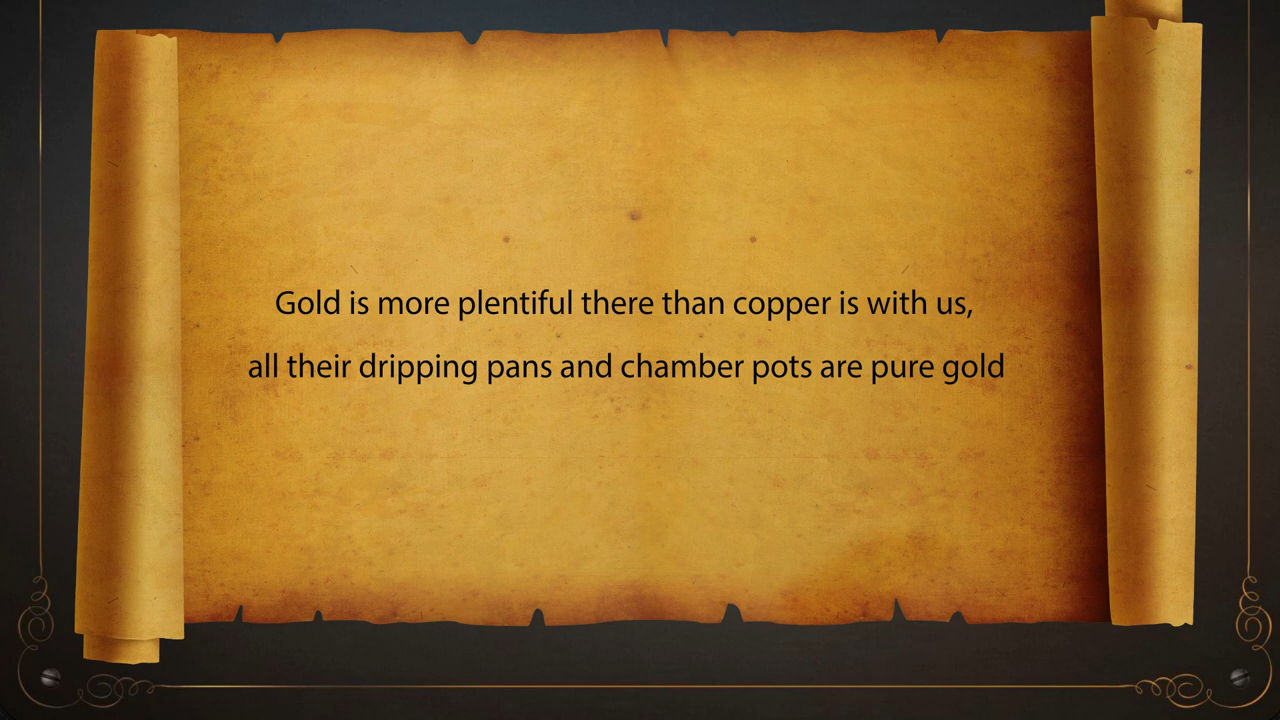 Gold is more plentiful there than copper is with us,
all their dripping pans and chamber pots are pure gold